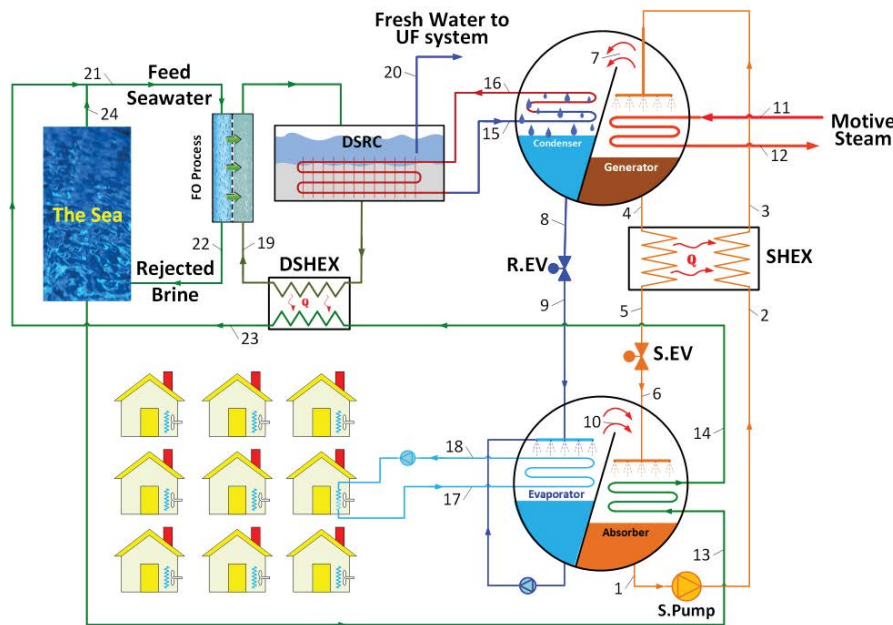 Fresh Water to
UF system
20
21
Feed
Seawater
24
The Sea
FO Process
22
19
Rejected
Brine
DSRC
16
15
7
Condenser
Generator
11
Motive
Steam
12
8
4
3
R.EV
9
Q
SHEX
5
2
DSHEX
Q
23
S.EV
6
10
14
18
17
Evaporator
Absorber
13
1
S.Pump